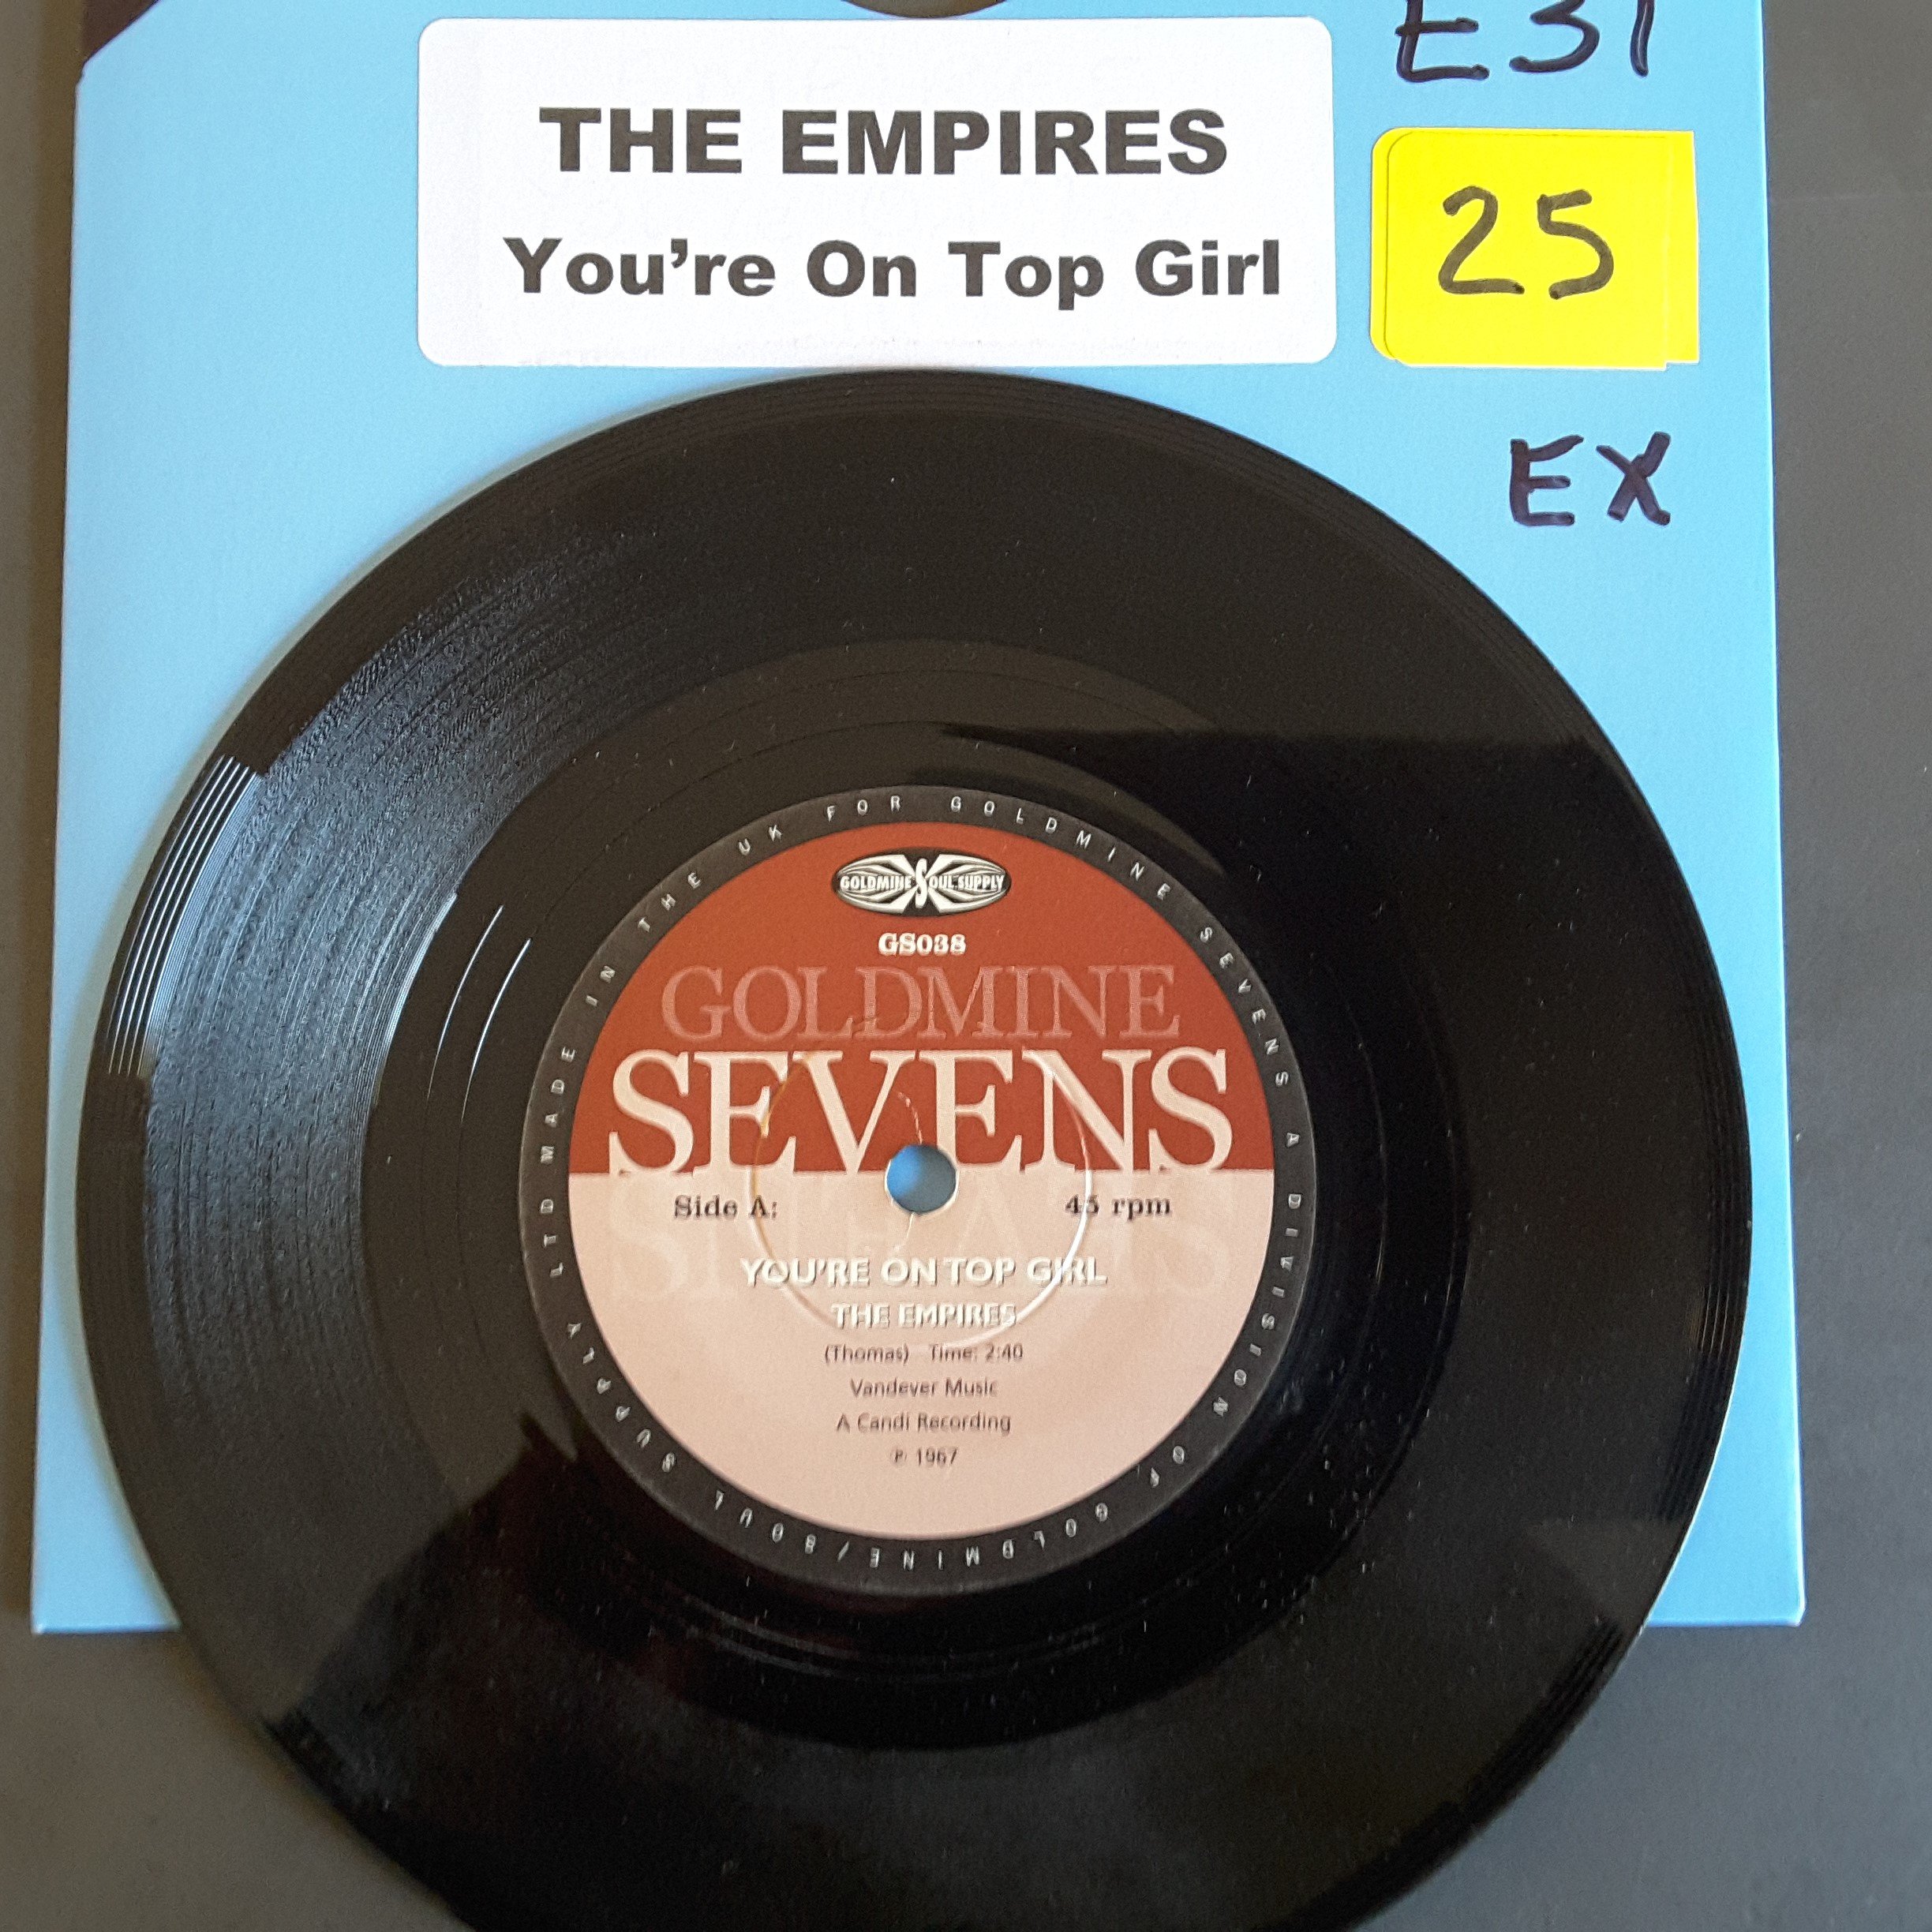 E31
THE EMPIRES
You're On Top Girl
25
EX
MADE IN THE UK FOR GOLDMINE SEVENS A DIVISION OF GOLDMINE/SOUL SUPPLY LTD
GOLDMINE SOUL SUPPLY
GS038
GOLDMINE
SEVENS
Side A: 45 rpm
YOU'RE ON TOP GIRL
THE EMPIRES
(Thomas) Time: 2:40
Vandever Music
A Candi Recording
℗ 1967